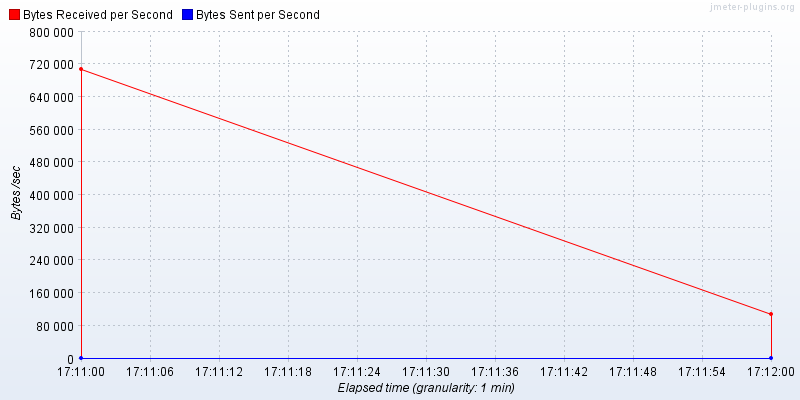 jmeter-plugins.org
Bytes Received per Second Bytes Sent per Second
800 000
720 000
640 000
560 000
480 000
400 000
320 000
240 000
160 000
80 000
0
Bytes /sec
17:11:00 17:11:06 17:11:12 17:11:18 17:11:24 17:11:30 17:11:36 17:11:42 17:11:48 17:11:54 17:12:00
Elapsed time (granularity: 1 min)